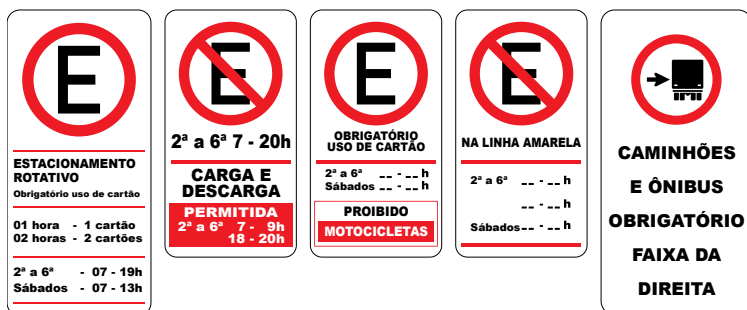 E
ESTACIONAMENTO
ROTATIVO
Obrigatório uso de cartão
01 hora - 1 cartão
02 horas - 2 cartões
2ª a 6ª - 07 - 19h
Sábados - 07 - 13h
E
2ª a 6ª 7 - 20h
CARGA E
DESCARGA
PERMITIDA
2ª a 6ª 7 - 9h
18 - 20h
E
OBRIGATÓRIO
USO DE CARTÃO
2ª a 6ª -- - -- h
Sábados -- - -- h
PROIBIDO
MOTOCICLETAS
E
NA LINHA AMARELA
2ª a 6ª -- - -- h
-- - -- h
Sábados -- - -- h
CAMINHÕES
E ÔNIBUS
OBRIGATÓRIO
FAIXA DA
DIREITA